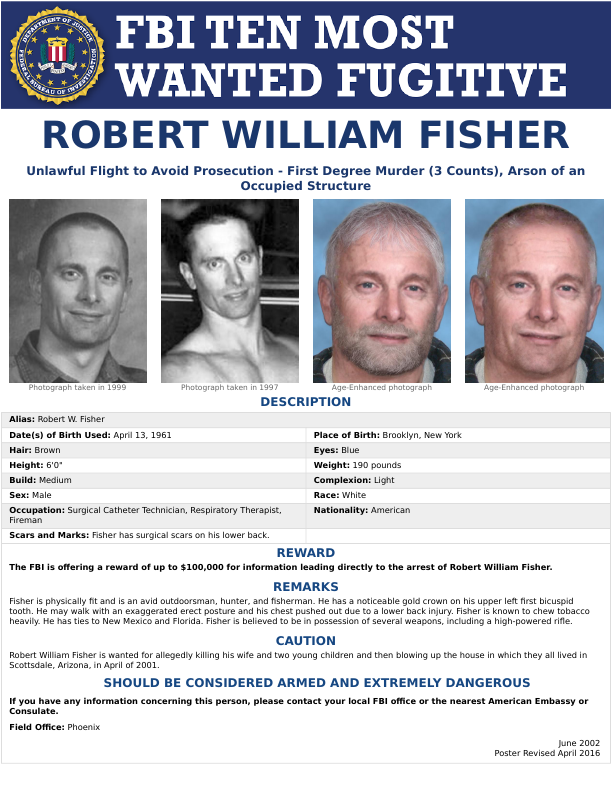 FBI TEN MOST
WANTED FUGITIVE
DEPARTMENT OF JUSTICE
FEDERAL BUREAU OF INVESTIGATION
ROBERT WILLIAM FISHER
Unlawful Flight to Avoid Prosecution - First Degree Murder (3 Counts), Arson of an
Occupied Structure
Photograph taken in 1999
Photograph taken in 1997
Age-Enhanced photograph
Age-Enhanced photograph
DESCRIPTION
Alias: Robert W. Fisher
Date(s) of Birth Used: April 13, 1961
Place of Birth: Brooklyn, New York
Hair: Brown
Eyes: Blue
Height: 6'0"
Weight: 190 pounds
Build: Medium
Complexion: Light
Sex: Male
Race: White
Occupation: Surgical Catheter Technician, Respiratory Therapist,
Fireman
Nationality: American
Scars and Marks: Fisher has surgical scars on his lower back.
REWARD
The FBI is offering a reward of up to $100,000 for information leading directly to the arrest of Robert William Fisher.
REMARKS
Fisher is physically fit and is an avid outdoorsman, hunter, and fisherman. He has a noticeable gold crown on his upper left first bicuspid
tooth. He may walk with an exaggerated erect posture and his chest pushed out due to a lower back injury. Fisher is known to chew tobacco
heavily. He has ties to New Mexico and Florida. Fisher is believed to be in possession of several weapons, including a high-powered rifle.
CAUTION
Robert William Fisher is wanted for allegedly killing his wife and two young children and then blowing up the house in which they all lived in
Scottsdale, Arizona, in April of 2001.
SHOULD BE CONSIDERED ARMED AND EXTREMELY DANGEROUS
If you have any information concerning this person, please contact your local FBI office or the nearest American Embassy or
Consulate.
Field Office: Phoenix
June 2002
Poster Revised April 2016